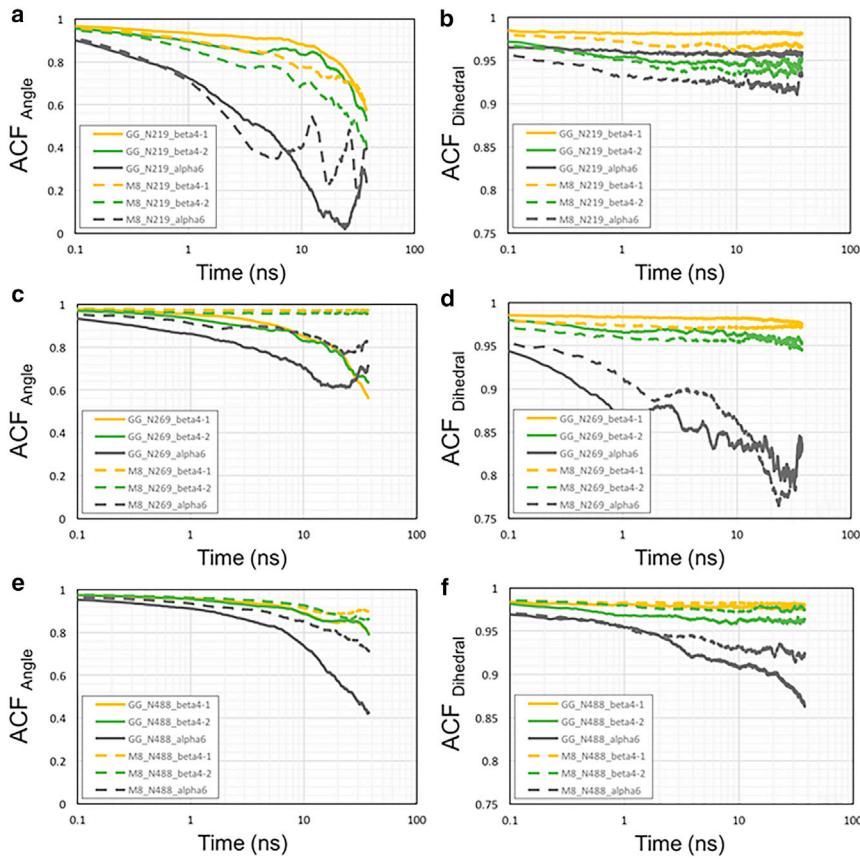 a
ACF Angle
1
0.8
0.6
0.4
0.2
0
GG_N219_beta4-1
GG_N219_beta4-2
GG_N219_alpha6
M8_N219_beta4-1
M8_N219_beta4-2
M8_N219_alpha6
0.1 1 10 100
Time (ns)
b
ACF Dihedral
1
0.95
0.9
0.85
0.8
0.75
GG_N219_beta4-1
GG_N219_beta4-2
GG_N219_alpha6
M8_N219_beta4-1
M8_N219_beta4-2
M8_N219_alpha6
0.1 1 10 100
Time (ns)
c
ACF Angle
1
0.8
0.6
0.4
0.2
0
GG_N269_beta4-1
GG_N269_beta4-2
GG_N269_alpha6
M8_N269_beta4-1
M8_N269_beta4-2
M8_N269_alpha6
0.1 1 10 100
Time (ns)
d
ACF Dihedral
1
0.95
0.9
0.85
0.8
0.75
GG_N269_beta4-1
GG_N269_beta4-2
GG_N269_alpha6
M8_N269_beta4-1
M8_N269_beta4-2
M8_N269_alpha6
0.1 1 10 100
Time (ns)
e
ACF Angle
1
0.8
0.6
0.4
0.2
0
GG_N488_beta4-1
GG_N488_beta4-2
GG_N488_alpha6
M8_N488_beta4-1
M8_N488_beta4-2
M8_N488_alpha6
0.1 1 10 100
Time (ns)
f
ACF Dihedral
1
0.95
0.9
0.85
0.8
0.75
GG_N488_beta4-1
GG_N488_beta4-2
GG_N488_alpha6
M8_N488_beta4-1
M8_N488_beta4-2
M8_N488_alpha6
0.1 1 10 100
Time (ns)